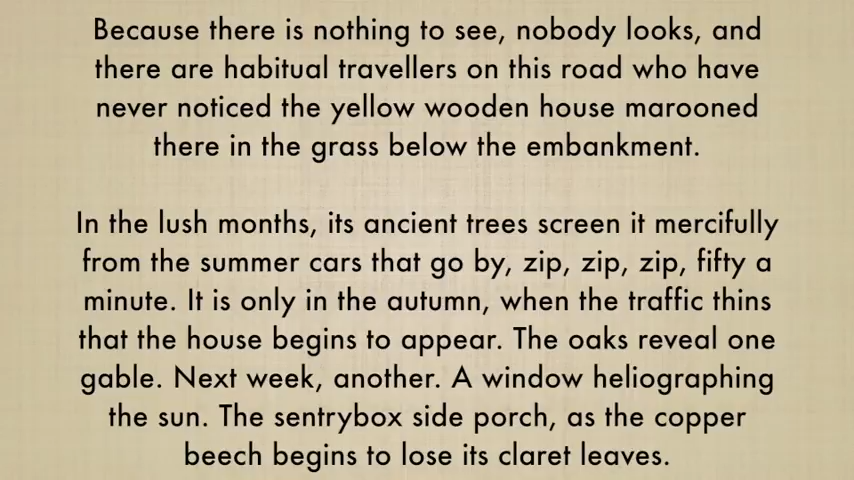 Because there is nothing to see, nobody looks, and
there are habitual travellers on this road who have
never noticed the yellow wooden house marooned
there in the grass below the embankment.
In the lush months, its ancient trees screen it mercifully
from the summer cars that go by, zip, zip, zip, fifty a
minute. It is only in the autumn, when the traffic thins
that the house begins to appear. The oaks reveal one
gable. Next week, another. A window heliographing
the sun. The sentrybox side porch, as the copper
beech begins to lose its claret leaves.